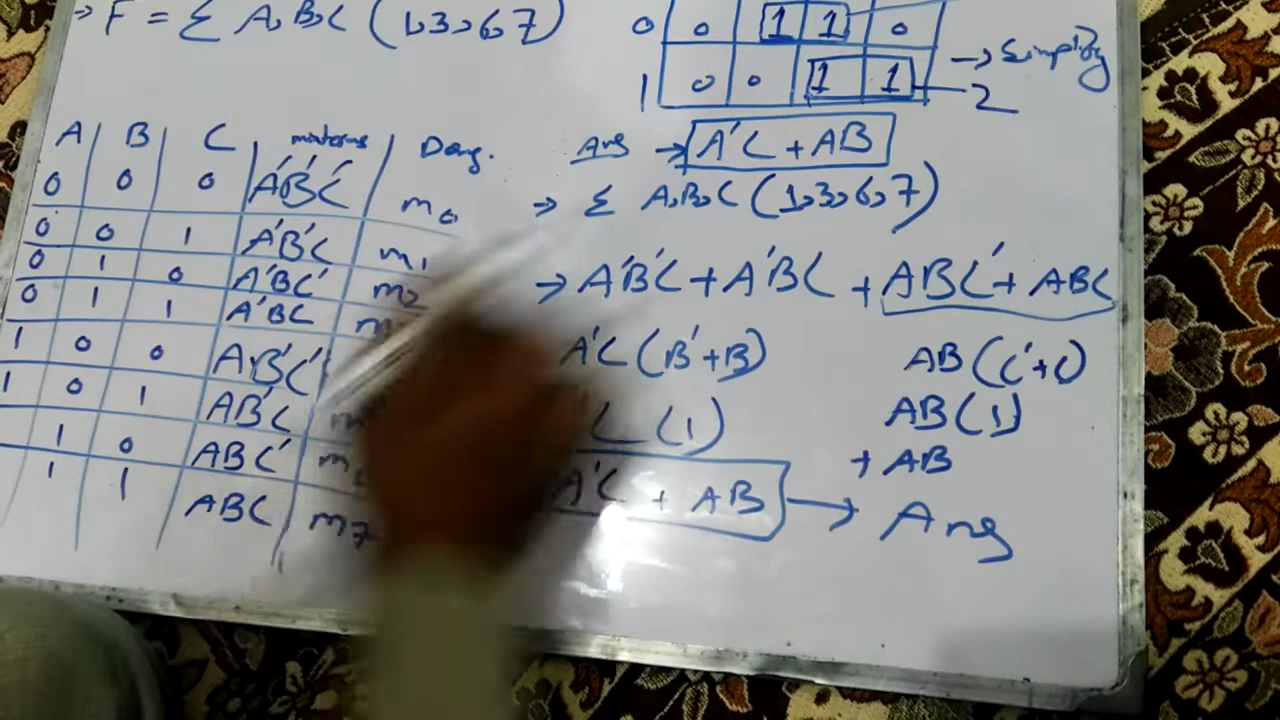 → F = Σ A,B,C (1,3,6,7)
0 | 0 | 1 | 1 | 0
1 | 0 | 0 | 1 | 1 → Simplify
2
A | B | C | minterms | Desg.
0 0 0 A'B'C' m0
0 0 1 A'B'C m1
0 1 0 A'BC' m2
0 1 1 A'BC m
1 0 0 AB'C'
1 0 1 AB'C m
1 0 ABC' m
1 1 ABC m7
Ans → A'C + AB
→ Σ A,B,C (1,3,6,7)
→ A'B'C + A'BC + ABC' + ABC
A'C (B'+B) AB (C'+C)
C (1) AB (1)
+ AB
A'C + AB → Ans